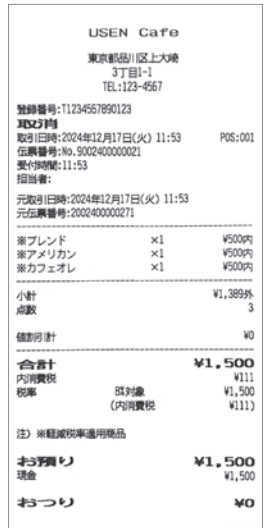 USEN Cafe
東京都品川区上大崎
3丁目1-1
TEL:123-4567
登録番号:T1234567890123
取消
取引日時:2024年12月17日(火) 11:53 POS:001
伝票番号:No.9002400000021
受付時間:11:53
担当者:
元取引日時:2024年12月17日(火) 11:53
元伝票番号:2002400000271
※ブレンド ×1 ¥500内
※アメリカン ×1 ¥500内
※カフェオレ ×1 ¥500内
小計 ¥1,389外
点数 3
値割引計 ¥0
合計 ¥1,500
内消費税 ¥111
税率 8%対象 ¥1,500
(内消費税 ¥111)
注) ※軽減税率適用商品
お預り ¥1,500
現金 ¥1,500
おつり ¥0